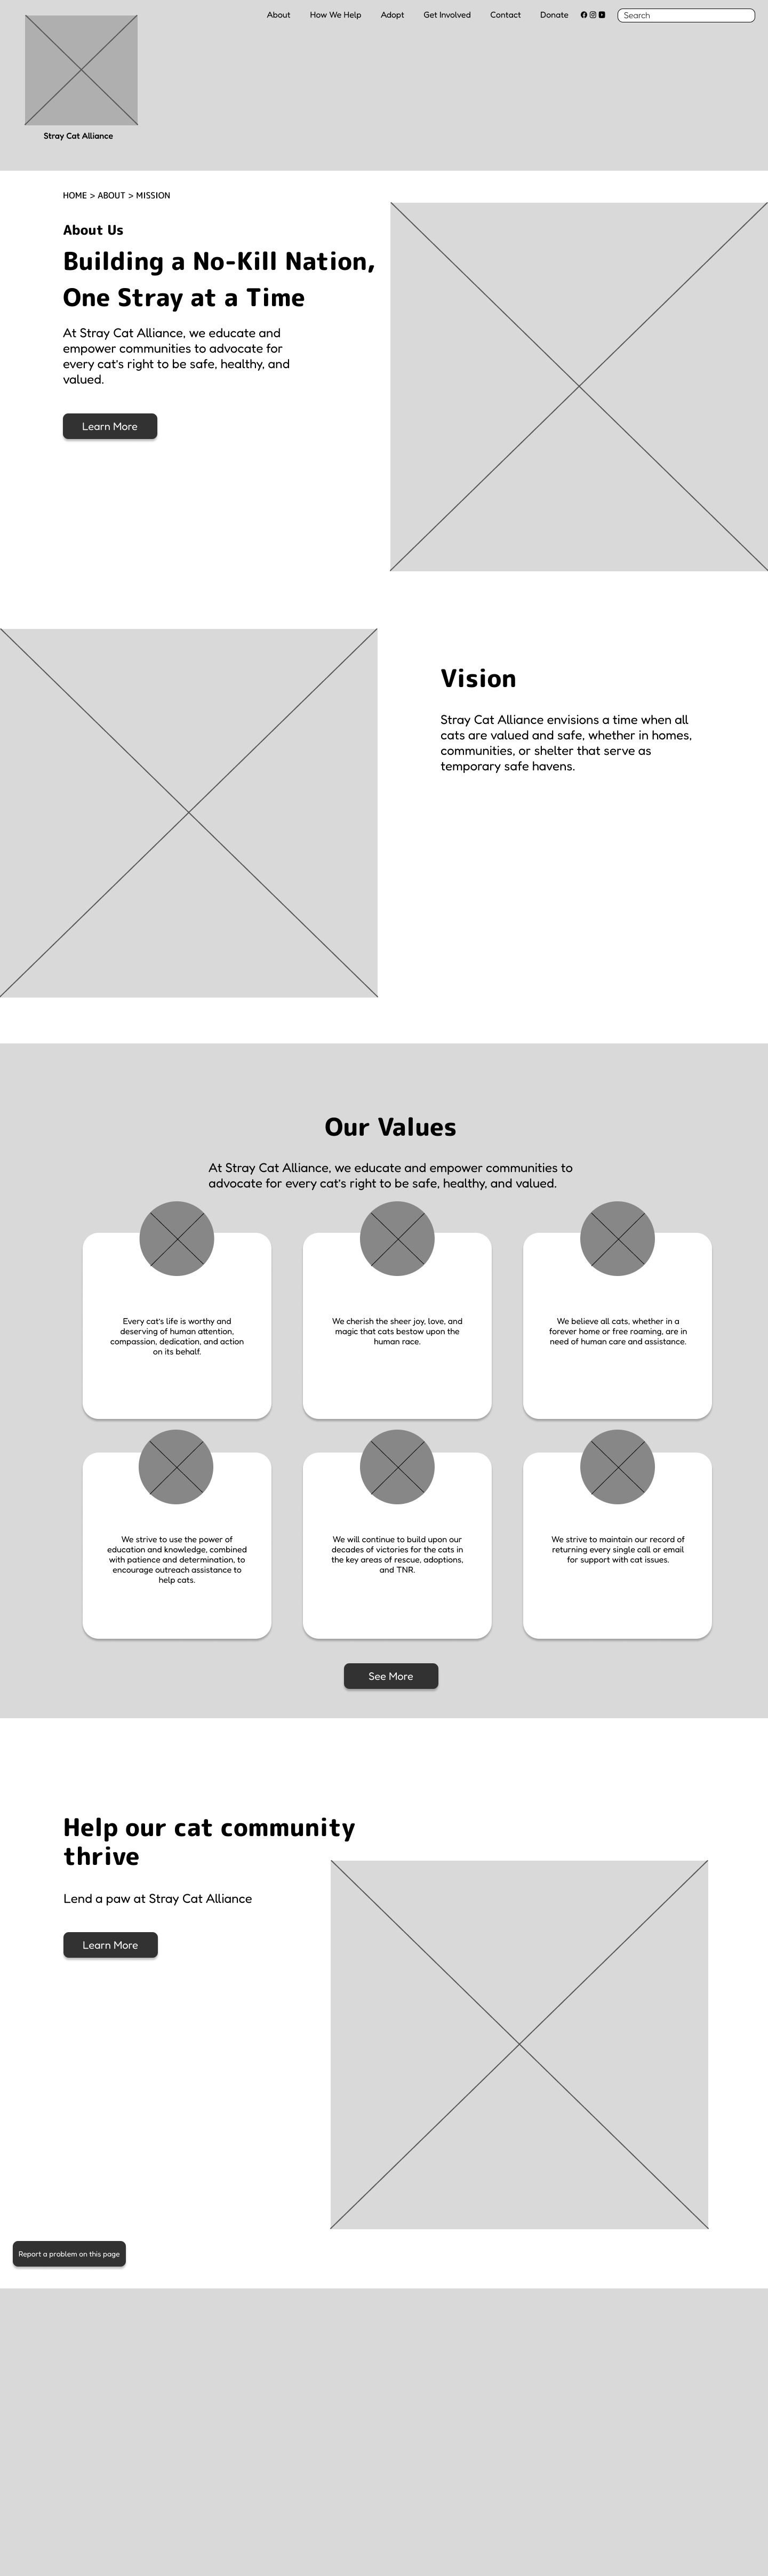 About How We Help Adopt Get Involved Contact Donate Search
Stray Cat Alliance
HOME > ABOUT > MISSION
About Us
Building a No-Kill Nation,
One Stray at a Time
At Stray Cat Alliance, we educate and
empower communities to advocate for
every cat's right to be safe, healthy, and
valued.
Learn More
Vision
Stray Cat Alliance envisions a time when all
cats are valued and safe, whether in homes,
communities, or shelter that serve as
temporary safe havens.
Our Values
At Stray Cat Alliance, we educate and empower communities to
advocate for every cat's right to be safe, healthy, and valued.
Every cat's life is worthy and
deserving of human attention,
compassion, dedication, and action
on its behalf.
We cherish the sheer joy, love, and
magic that cats bestow upon the
human race.
We believe all cats, whether in a
forever home or free roaming, are in
need of human care and assistance.
We strive to use the power of
education and knowledge, combined
with patience and determination, to
encourage outreach assistance to
help cats.
We will continue to build upon our
decades of victories for the cats in
the key areas of rescue, adoptions,
and TNR.
We strive to maintain our record of
returning every single call or email
for support with cat issues.
See More
Help our cat community
thrive
Lend a paw at Stray Cat Alliance
Learn More
Report a problem on this page